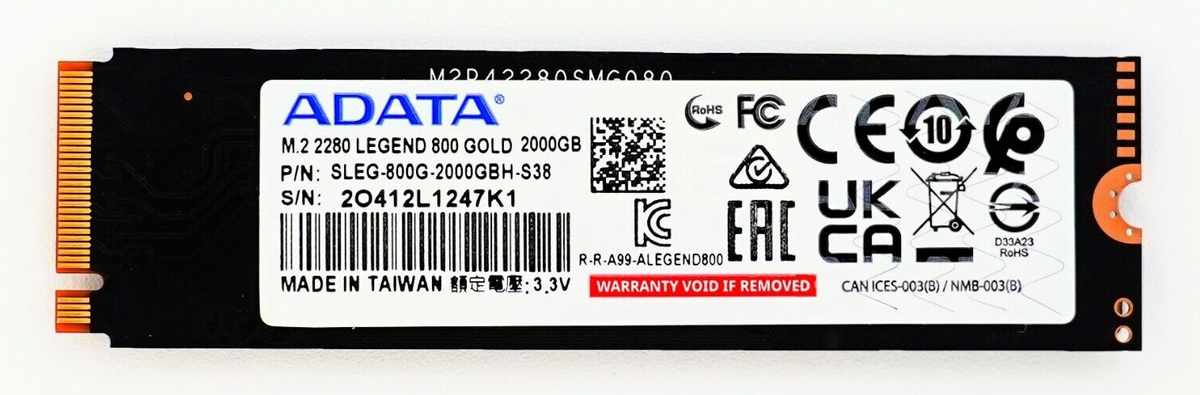 ADATA®
M.2 2280 LEGEND 800 GOLD 2000GB
P/N: SLEG-800G-2000GBH-S38
S/N: 2O412L1247K1
MADE IN TAIWAN 額定電壓: 3.3V
RoHS
FC
CE
10
EAC
UK
CA
D33A23
RoHS
R-R-A99-ALEGEND800
WARRANTY VOID IF REMOVED
CAN ICES-003(B) / NMB-003(B)